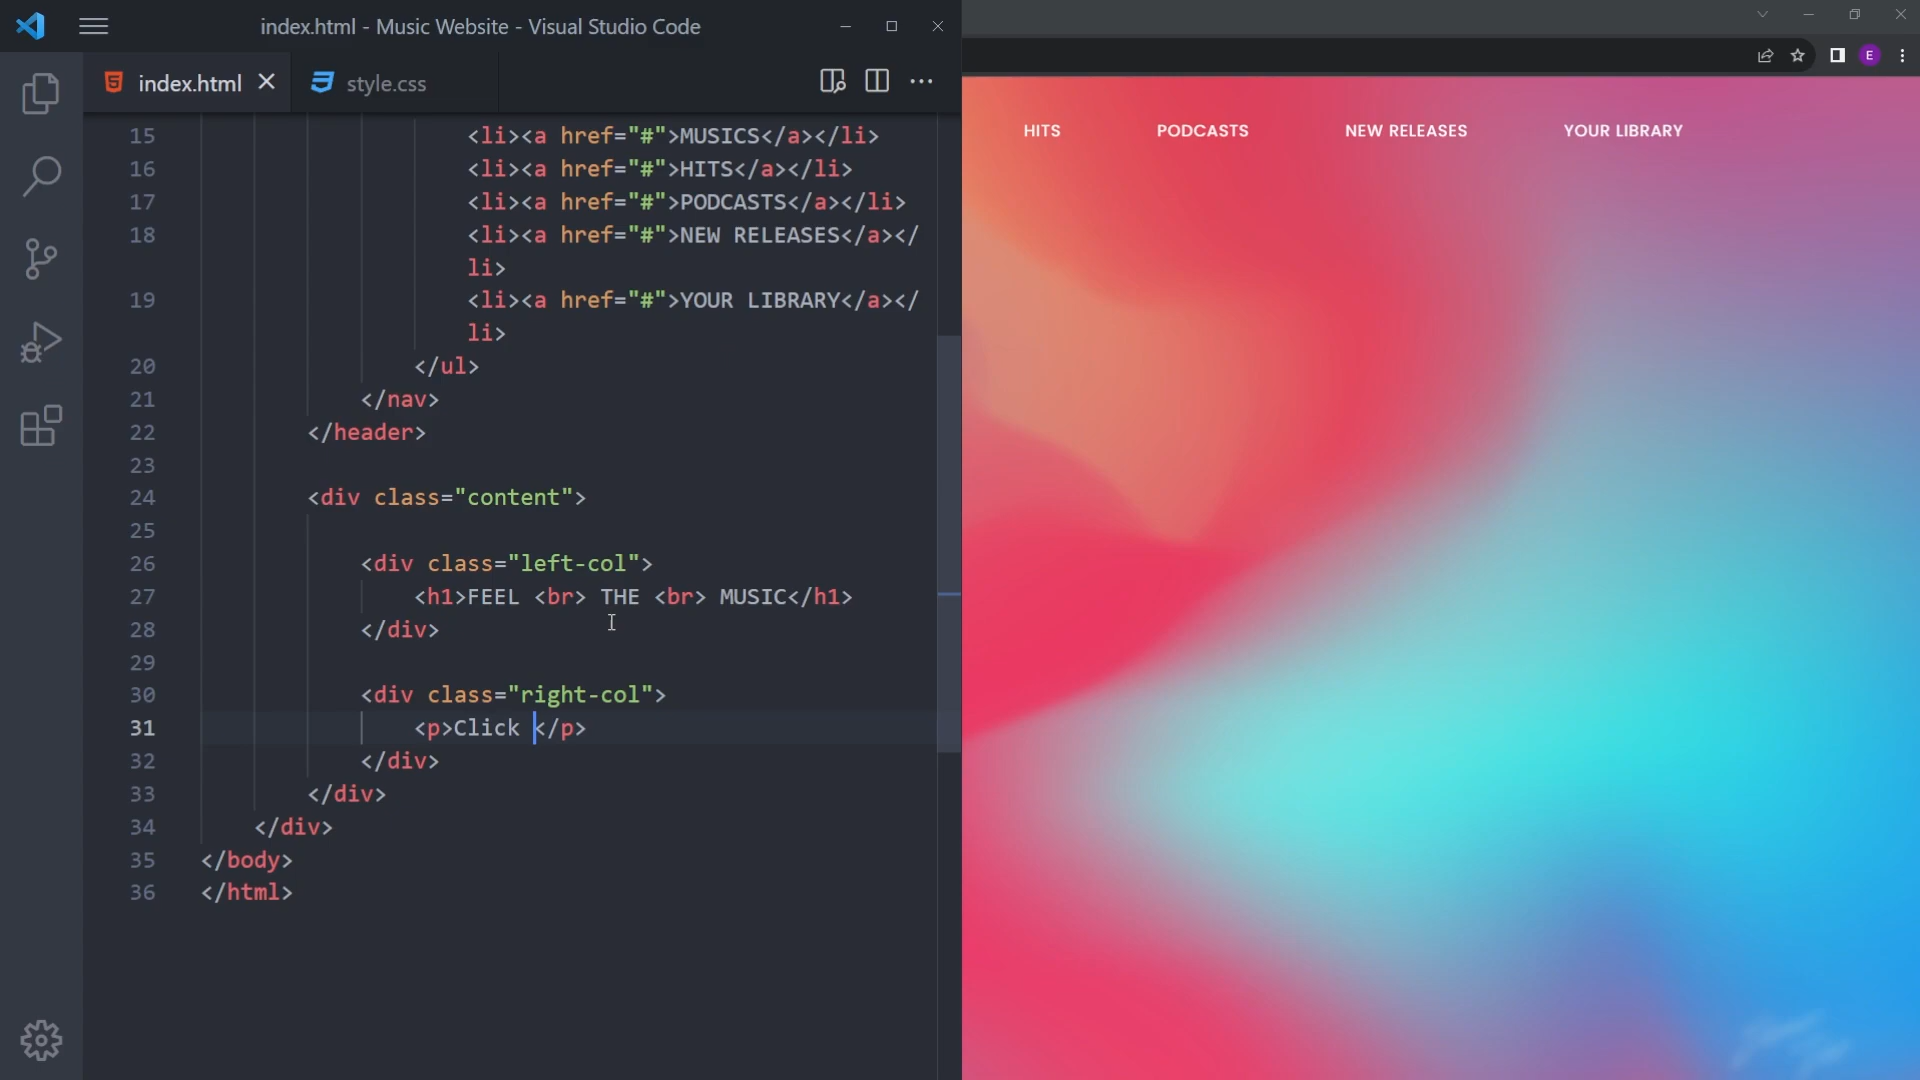 index.html - Music Website - Visual Studio Code
index.html
style.css
15 <li><a href="#">MUSICS</a></li>
16 <li><a href="#">HITS</a></li>
17 <li><a href="#">PODCASTS</a></li>
18 <li><a href="#">NEW RELEASES</a></
li>
19 <li><a href="#">YOUR LIBRARY</a></
li>
20 </ul>
21 </nav>
22 </header>
23
24 <div class="content">
25
26 <div class="left-col">
27 <h1>FEEL <br> THE <br> MUSIC</h1>
28 </div>
29
30 <div class="right-col">
31 <p>Click </p>
32 </div>
33 </div>
34 </div>
35 </body>
36 </html>
E
HITS PODCASTS NEW RELEASES YOUR LIBRARY